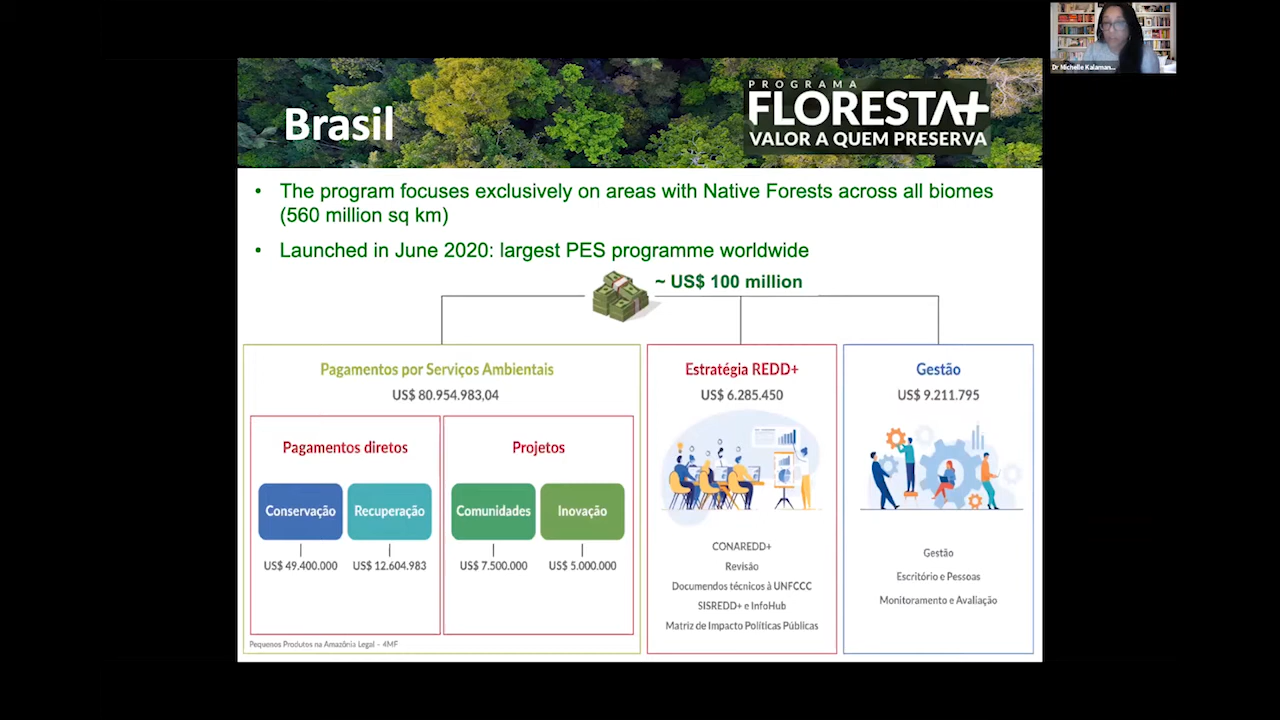 Dr Michelle Kalaman...
Brasil
PROGRAMA
FLORESTA+
VALOR A QUEM PRESERVA
• The program focuses exclusively on areas with Native Forests across all biomes
(560 million sq km)
• Launched in June 2020: largest PES programme worldwide
~ US$ 100 million
Pagamentos por Serviços Ambientais
US$ 80.954.983,04
Pagamentos diretos
Conservação
Recuperação
US$ 49.400.000
US$ 12.604.983
Projetos
Comunidades
Inovação
US$ 7.500.000
US$ 5.000.000
Pequenos Produtos na Amazônia Legal - 4MF
Estratégia REDD+
US$ 6.285.450
CONAREDD+
Revisão
Documendos técnicos à UNFCCC
SISREDD+ e InfoHub
Matriz de Impacto Políticas Públicas
Gestão
US$ 9.211.795
Gestão
Escritório e Pessoas
Monitoramento e Avaliação